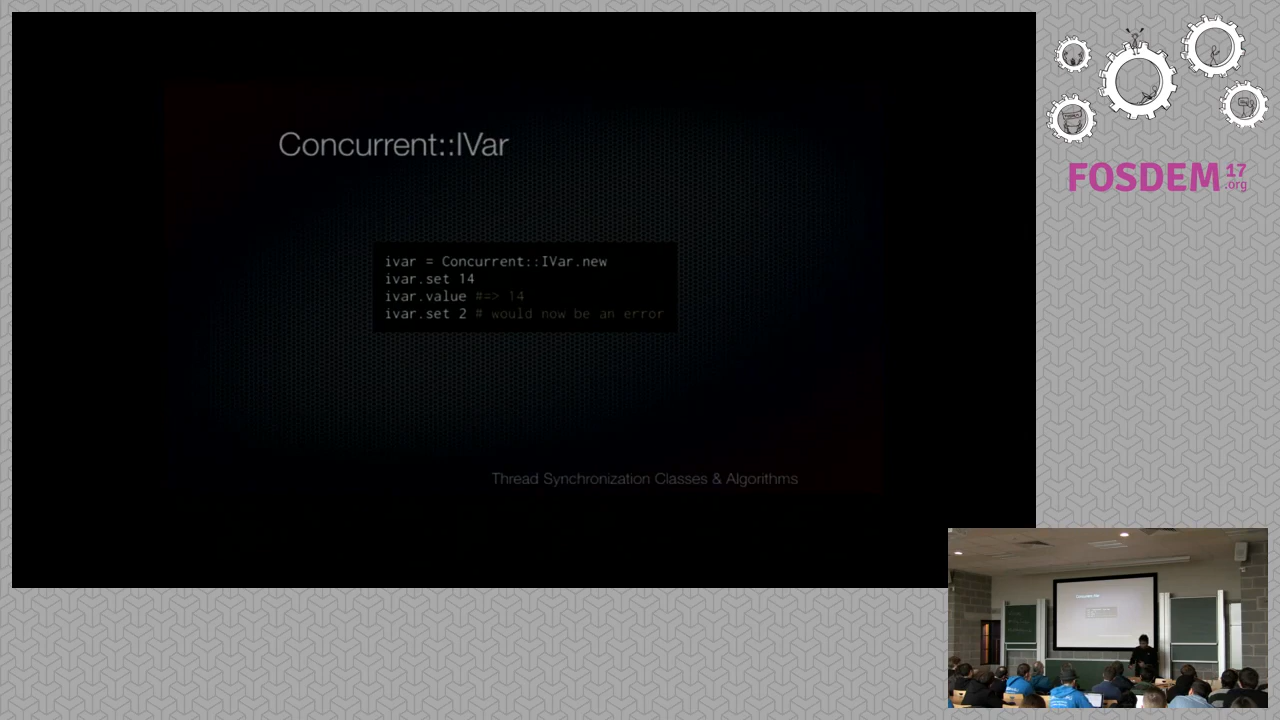 Concurrent::IVar
ivar = Concurrent::IVar.new
ivar.set 14
ivar.value #=> 14
ivar.set 2 # would now be an error
Thread Synchronization Classes & Algorithms
FOSDEM 17
.org